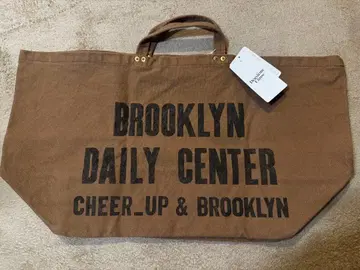 BROOKLYN
DAILY CENTER
CHEER_UP & BROOKLYN